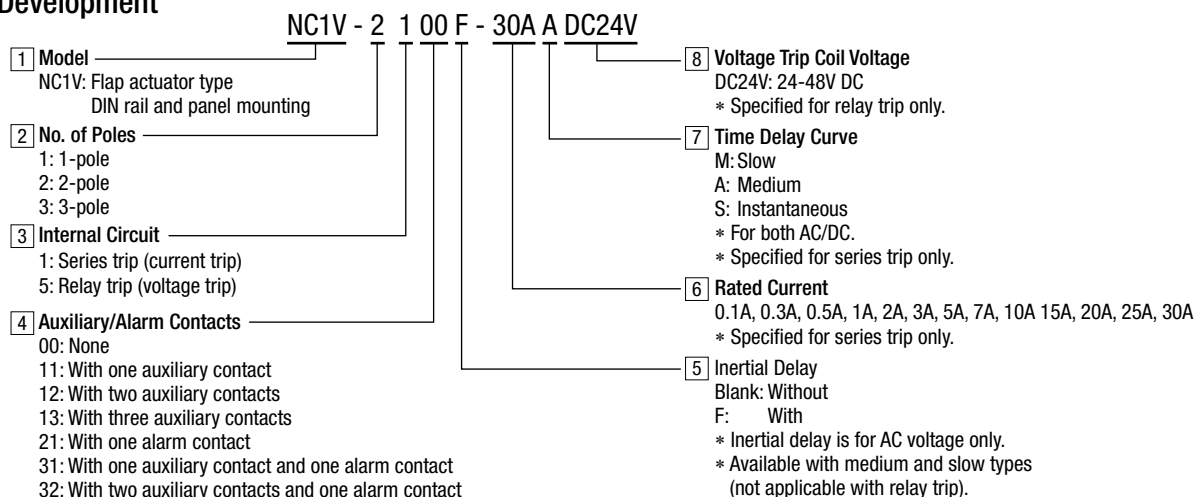 Development
NC1V - 2 1 00 F - 30A A DC24V
1 Model
NC1V: Flap actuator type
DIN rail and panel mounting
2 No. of Poles
1: 1-pole
2: 2-pole
3: 3-pole
3 Internal Circuit
1: Series trip (current trip)
5: Relay trip (voltage trip)
4 Auxiliary/Alarm Contacts
00: None
11: With one auxiliary contact
12: With two auxiliary contacts
13: With three auxiliary contacts
21: With one alarm contact
31: With one auxiliary contact and one alarm contact
32: With two auxiliary contacts and one alarm contact
8 Voltage Trip Coil Voltage
DC24V: 24-48V DC
* Specified for relay trip only.
7 Time Delay Curve
M: Slow
A: Medium
S: Instantaneous
* For both AC/DC.
* Specified for series trip only.
6 Rated Current
0.1A, 0.3A, 0.5A, 1A, 2A, 3A, 5A, 7A, 10A 15A, 20A, 25A, 30A
* Specified for series trip only.
5 Inertial Delay
Blank: Without
F: With
* Inertial delay is for AC voltage only.
* Available with medium and slow types
(not applicable with relay trip).